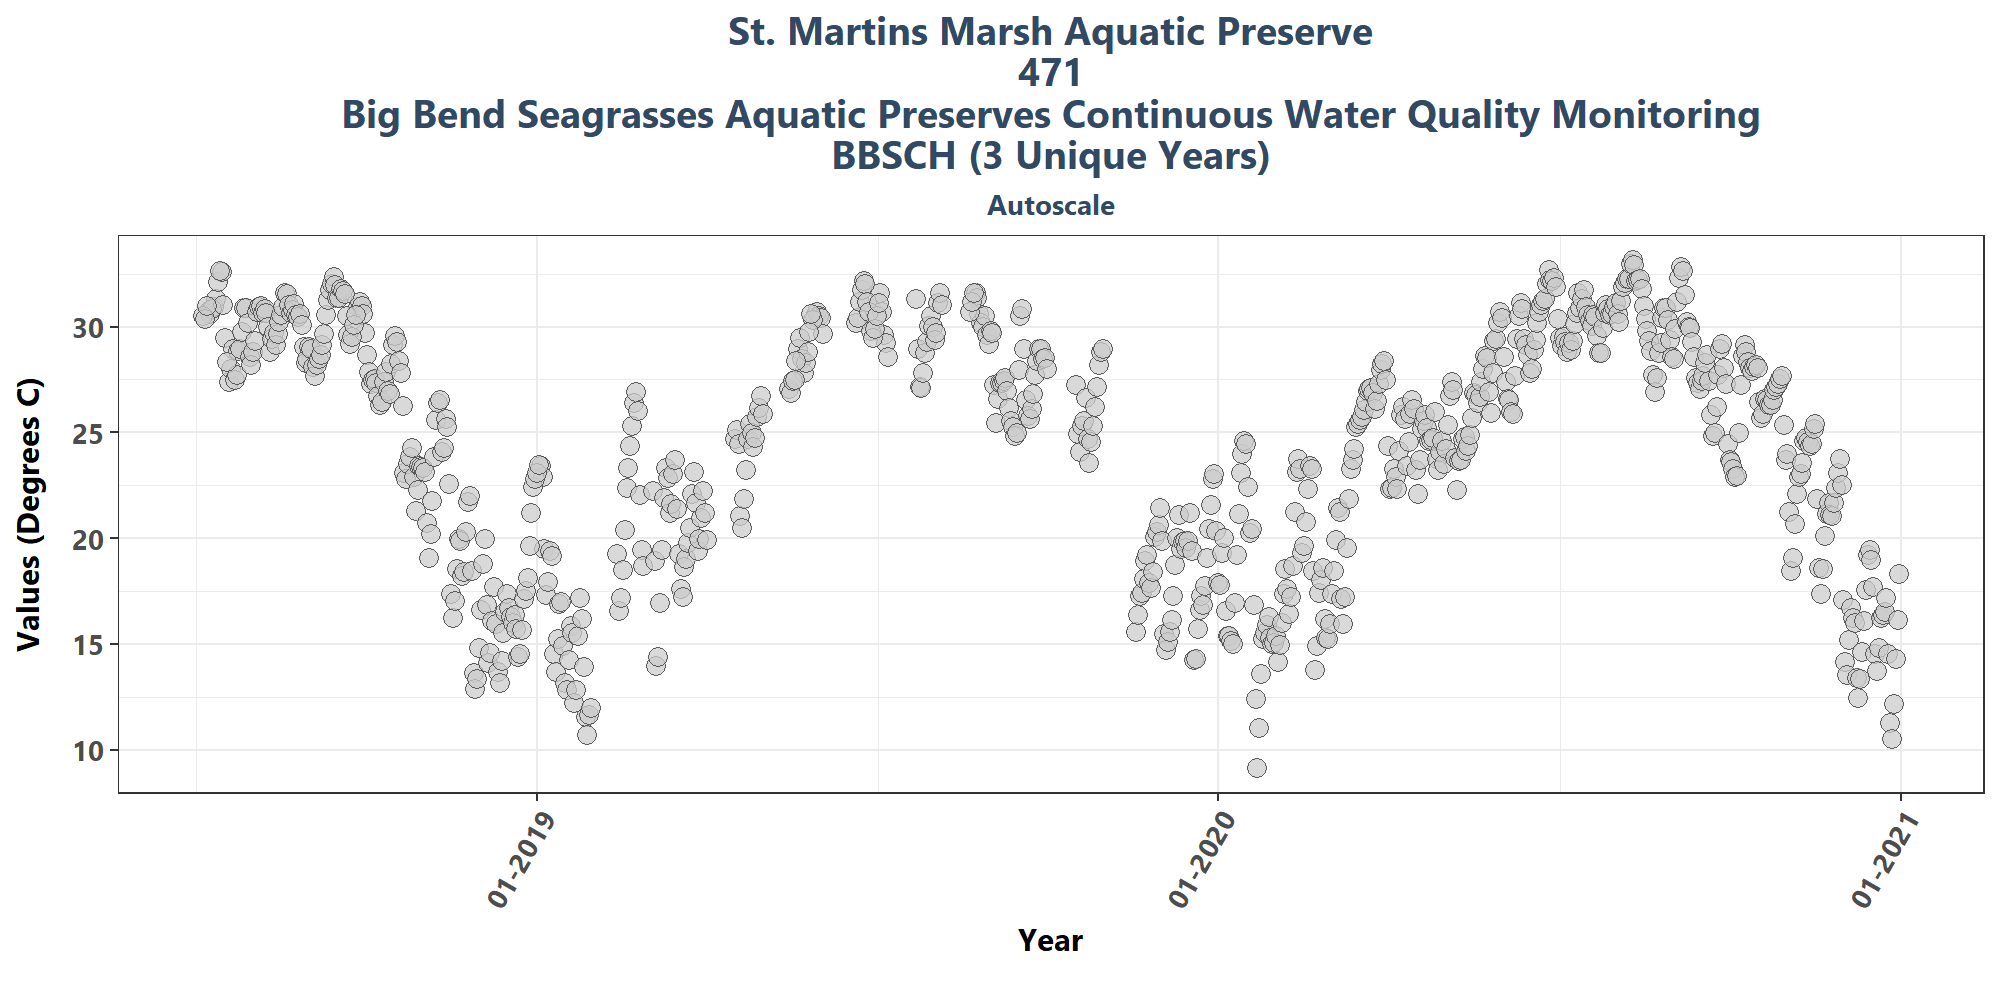 St. Martins Marsh Aquatic Preserve
471
Big Bend Seagrasses Aquatic Preserves Continuous Water Quality Monitoring
BBSCH (3 Unique Years)
Autoscale
Values (Degrees C)
30
25
20
15
10
01-2019
01-2020
01-2021
Year